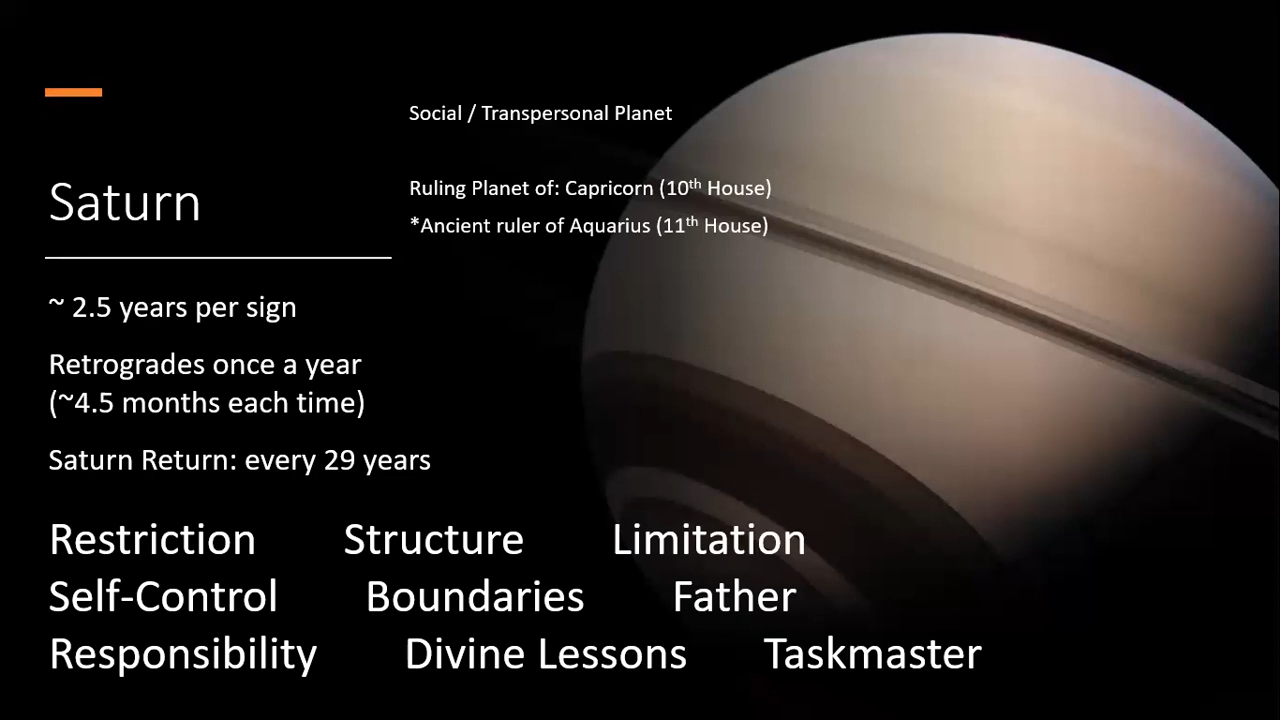 Social / Transpersonal Planet
Saturn
Ruling Planet of: Capricorn (10th House)
*Ancient ruler of Aquarius (11th House)
~ 2.5 years per sign
Retrogrades once a year
(~4.5 months each time)
Saturn Return: every 29 years
Restriction Structure Limitation
Self-Control Boundaries Father
Responsibility Divine Lessons Taskmaster